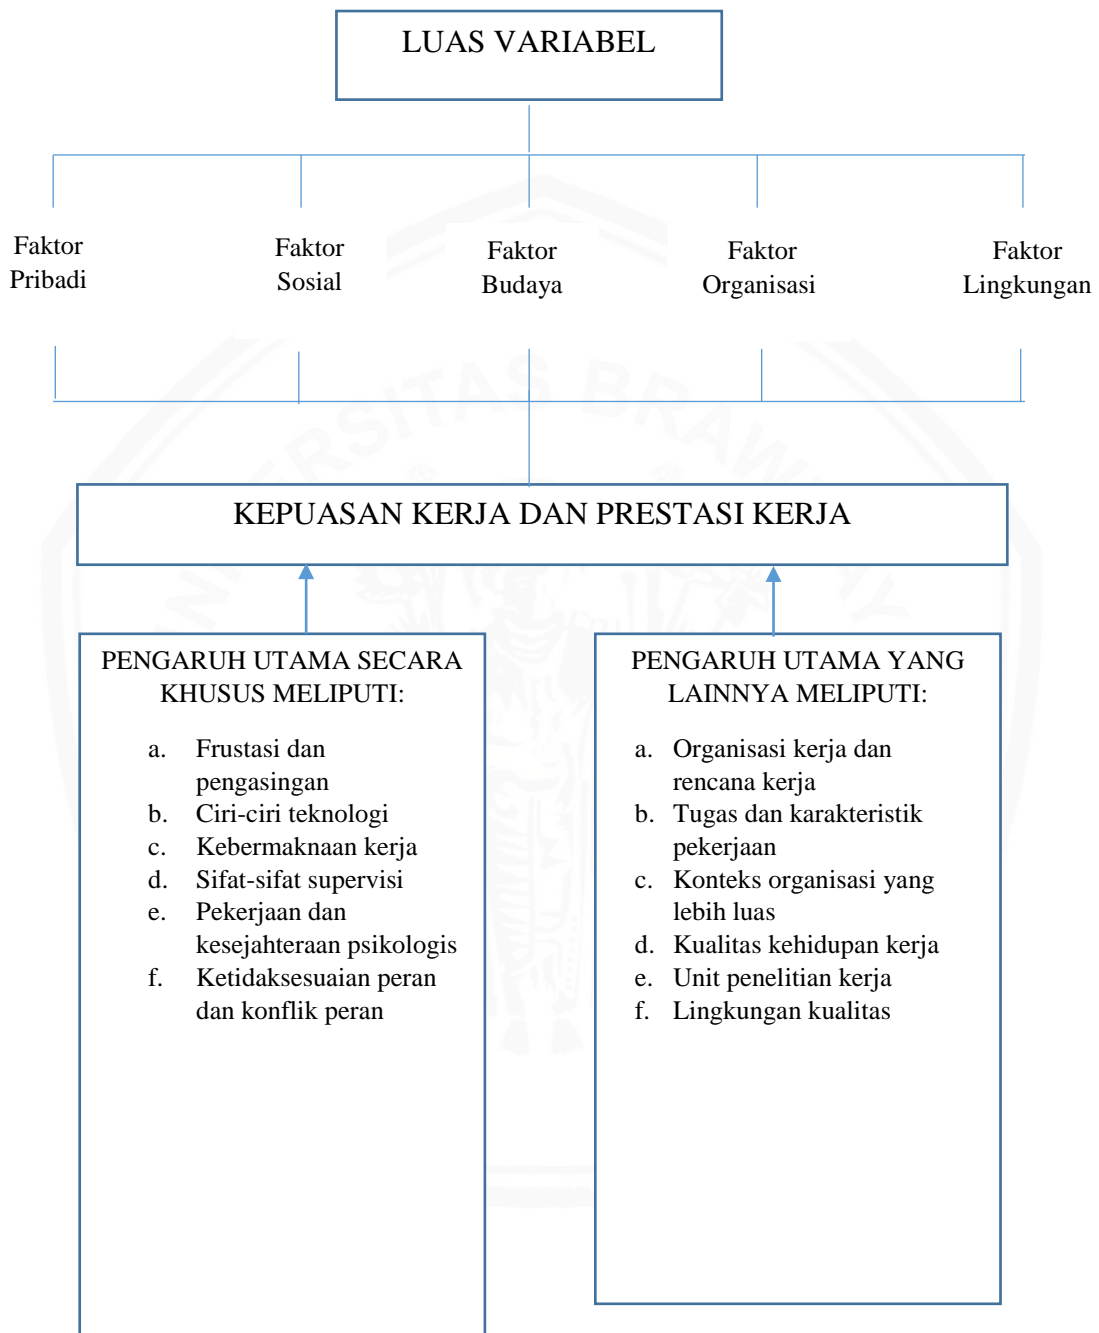 LUAS VARIABEL
Faktor
Pribadi
Faktor
Sosial
Faktor
Budaya
Faktor
Organisasi
Faktor
Lingkungan
UNIVERSITAS BRAWIJAYA
KEPUASAN KERJA DAN PRESTASI KERJA
PENGARUH UTAMA SECARA
KHUSUS MELIPUTI:
a. Frustasi dan
pengasingan
b. Ciri-ciri teknologi
c. Kebermaknaan kerja
d. Sifat-sifat supervisi
e. Pekerjaan dan
kesejahteraan psikologis
f. Ketidaksesuaian peran
dan konflik peran
PENGARUH UTAMA YANG
LAINNYA MELIPUTI:
a. Organisasi kerja dan
rencana kerja
b. Tugas dan karakteristik
pekerjaan
c. Konteks organisasi yang
lebih luas
d. Kualitas kehidupan kerja
e. Unit penelitian kerja
f. Lingkungan kualitas